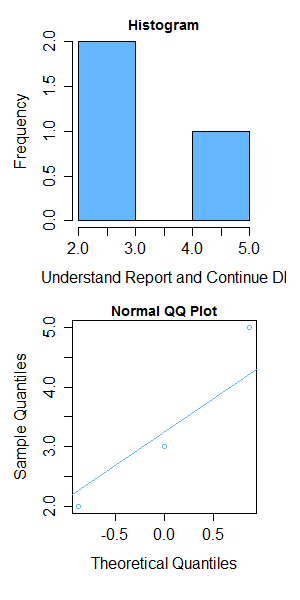 Histogram
2.0
1.5
1.0
0.5
0.0
Frequency
2.0 3.0 4.0 5.0
Understand Report and Continue
Normal QQ Plot
5.0
4.0
3.0
2.0
Sample Quantiles
-0.5 0.0 0.5
Theoretical Quantiles